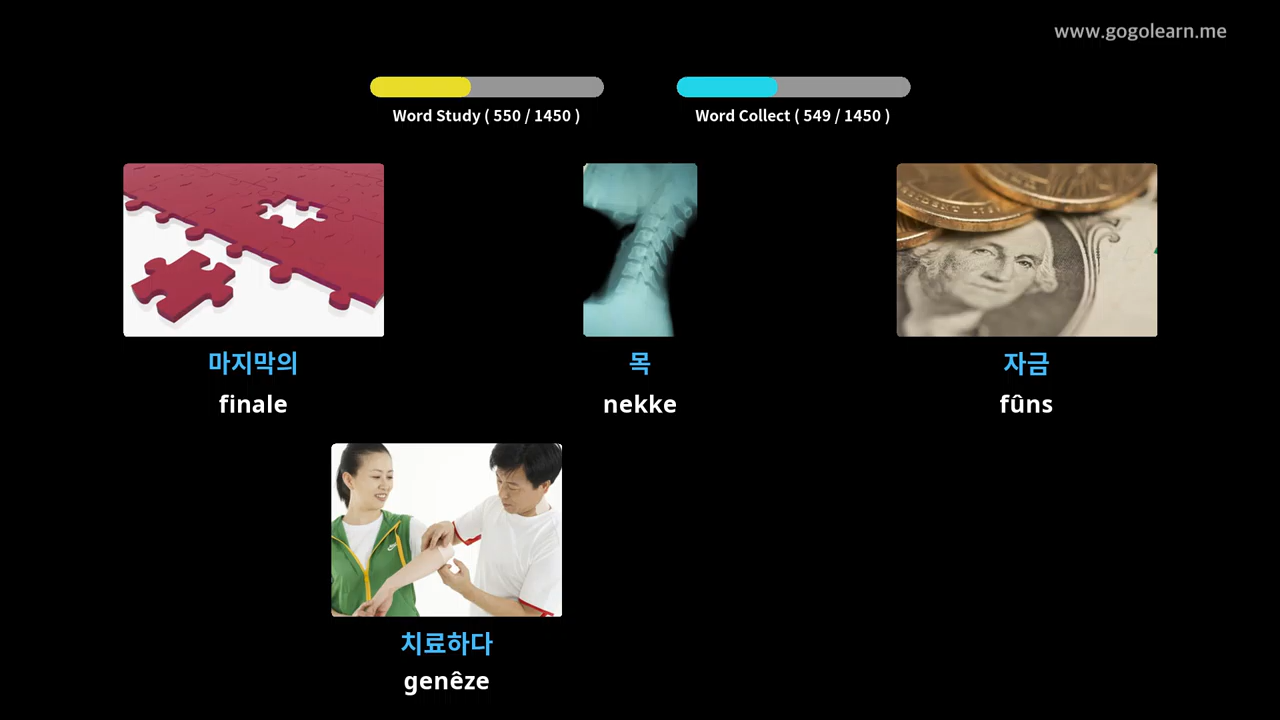 www.gogolearn.me
Word Study ( 550 / 1450 )
Word Collect ( 549 / 1450 )
마지막의
finale
목
nekke
자금
fûns
치료하다
genêze